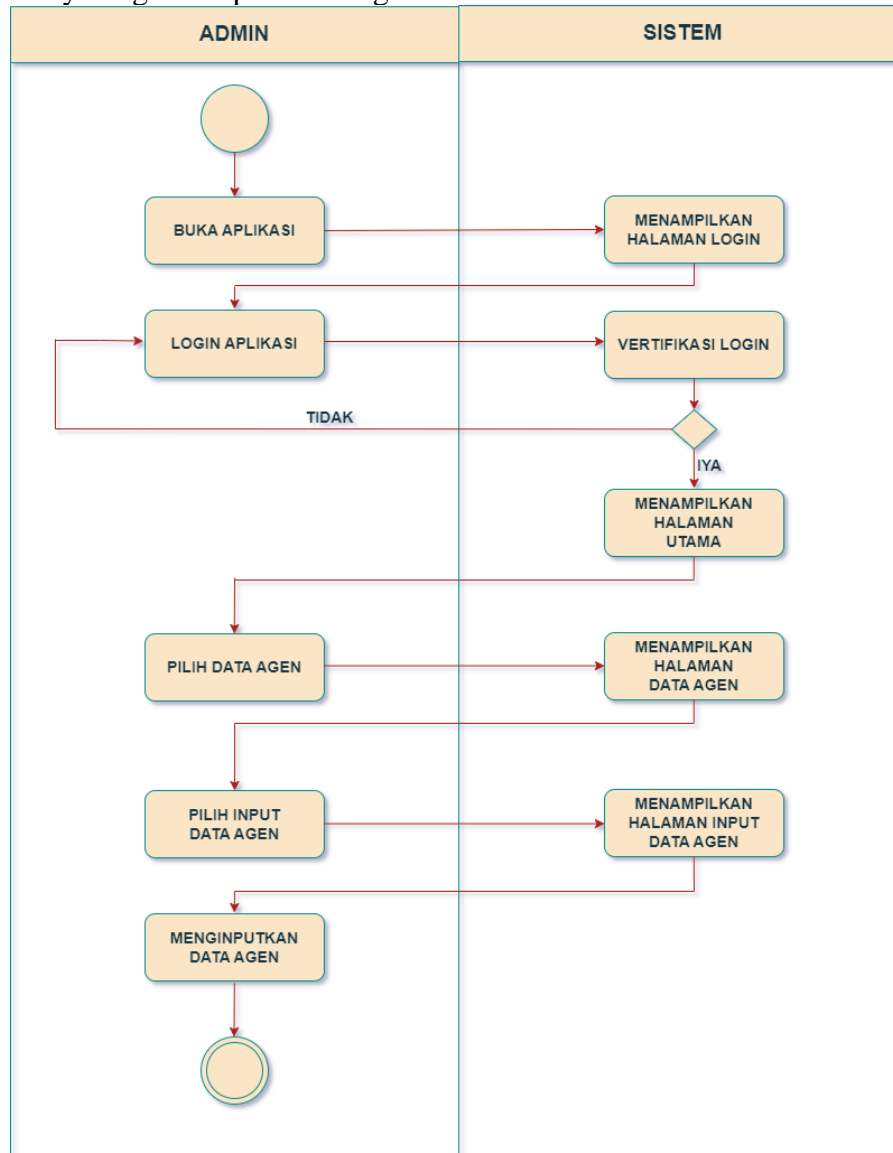 ADMIN
SISTEM
BUKA APLIKASI
MENAMPILKAN
HALAMAN LOGIN
LOGIN APLIKASI
VERTIFIKASI LOGIN
TIDAK
IYA
MENAMPILKAN
HALAMAN
UTAMA
PILIH DATA AGEN
MENAMPILKAN
HALAMAN
DATA AGEN
PILIH INPUT
DATA AGEN
MENAMPILKAN
HALAMAN INPUT
DATA AGEN
MENGINPUTKAN
DATA AGEN